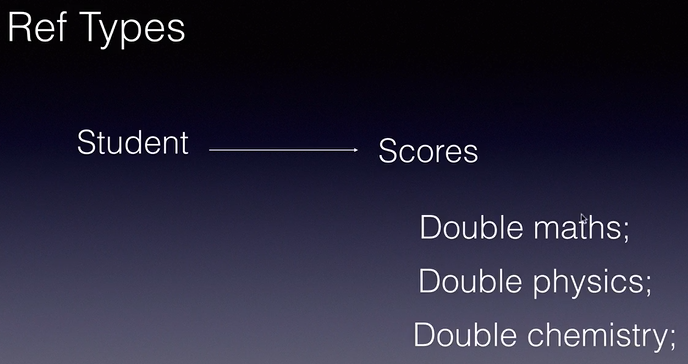 Ref Types
Student
Scores
Double maths;
Double physics;
Double chemistry;